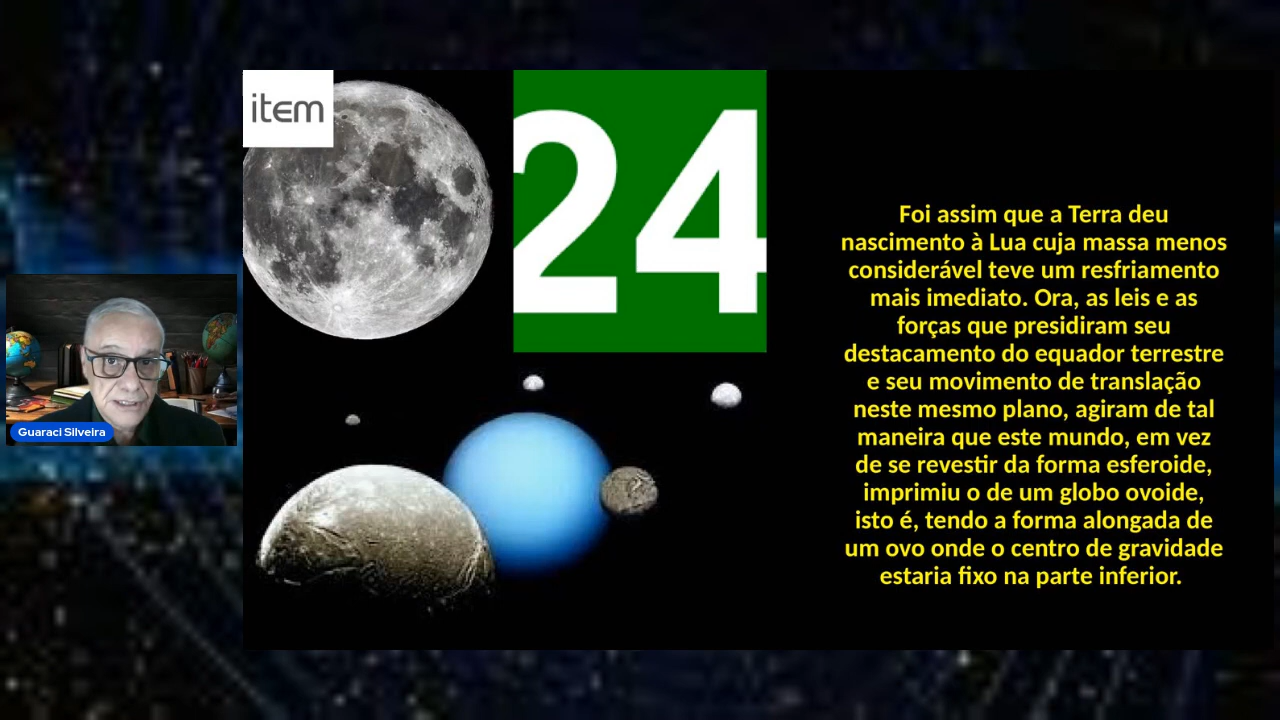 item
24
Foi assim que a Terra deu
nascimento à Lua cuja massa menos
considerável teve um resfriamento
mais imediato. Ora, as leis e as
forças que presidiram seu
destacamento do equador terrestre
e seu movimento de translação
neste mesmo plano, agiram de tal
maneira que este mundo, em vez
de se revestir da forma esferoide,
imprimiu o de um globo ovoide,
isto é, tendo a forma alongada de
um ovo onde o centro de gravidade
estaria fixo na parte inferior.
Guaraci Silveira